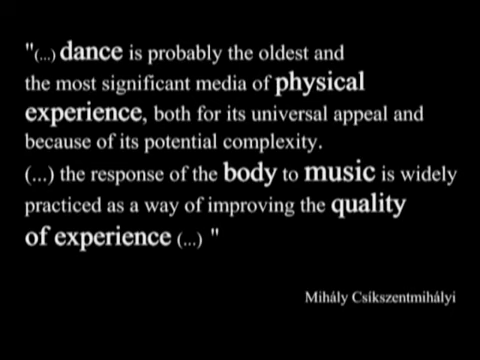 "(...) dance is probably the oldest and
the most significant media of physical
experience, both for its universal appeal and
because of its potential complexity.
(...) the response of the body to music is widely
practiced as a way of improving the quality
of experience (...) "
Mihály Csíkszentmihályi